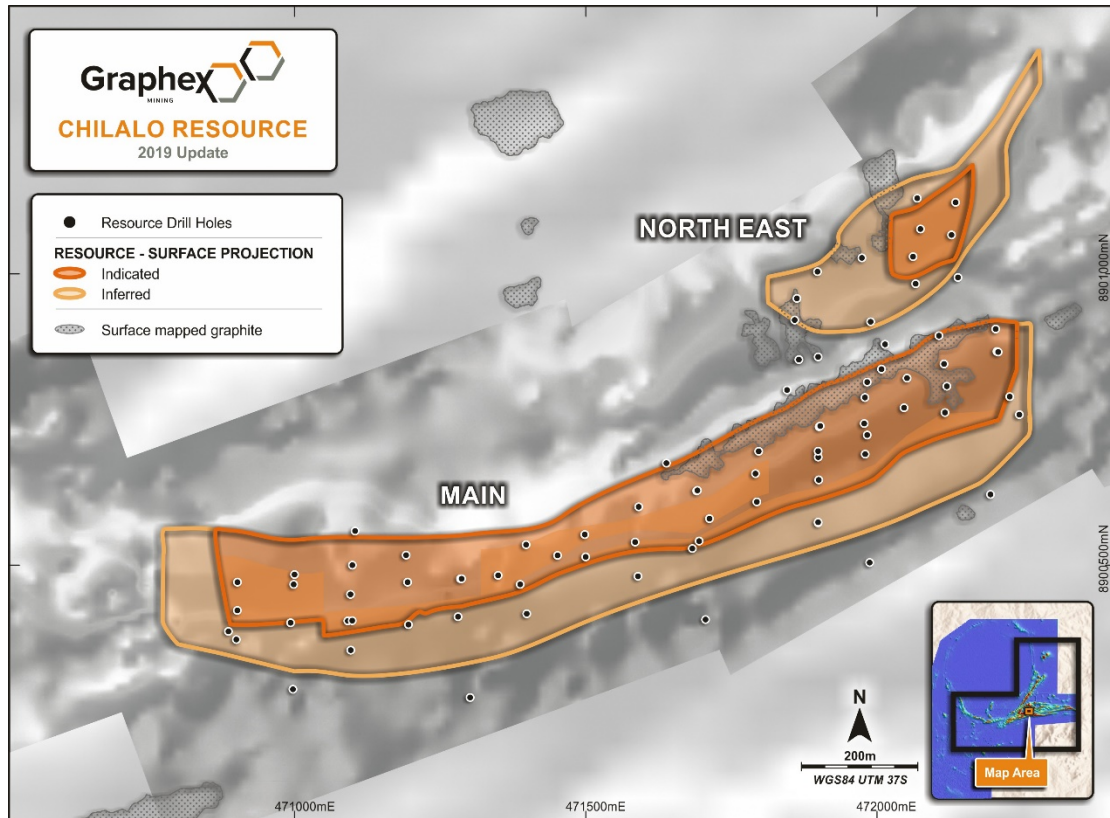 Graphex
MINING
CHILALO RESOURCE
2019 Update
Resource Drill Holes
RESOURCE - SURFACE PROJECTION
Indicated
Inferred
Surface mapped graphite
NORTH EAST
MAIN
8901000mN
8900500mN
N
200m
WGS84 UTM 37S
Map Area
471000mE
471500mE
472000mE